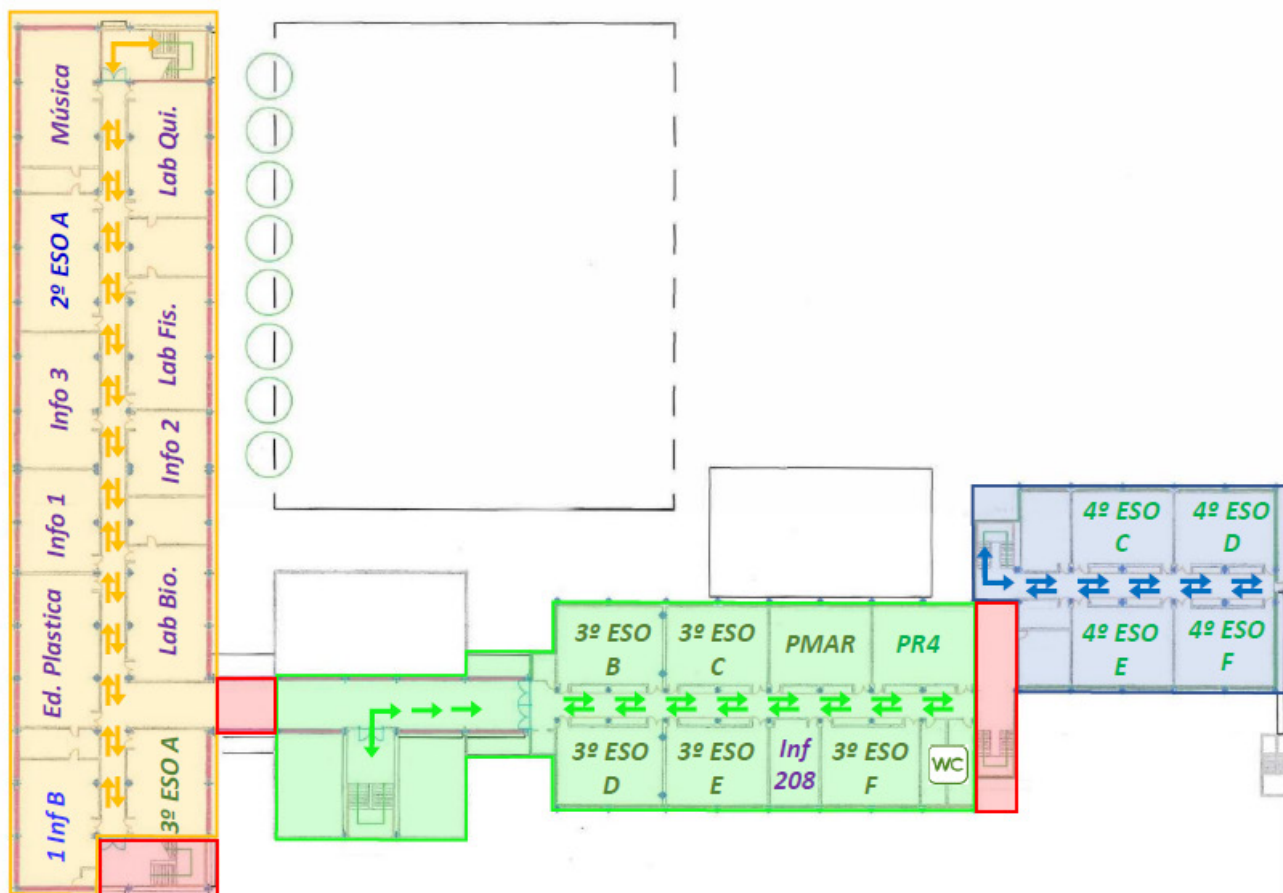 Música
2º ESO A
Info 3
Info 1
Ed. Plastica
1 Inf B
Lab Qui.
Lab Fis.
Info 2
Lab Bio.
3º ESO A
3º ESO
B
3º ESO
C
PMAR
PR4
3º ESO
D
3º ESO
E
Inf
208
3º ESO
F
WC
4º ESO
C
4º ESO
D
4º ESO
E
4º ESO
F